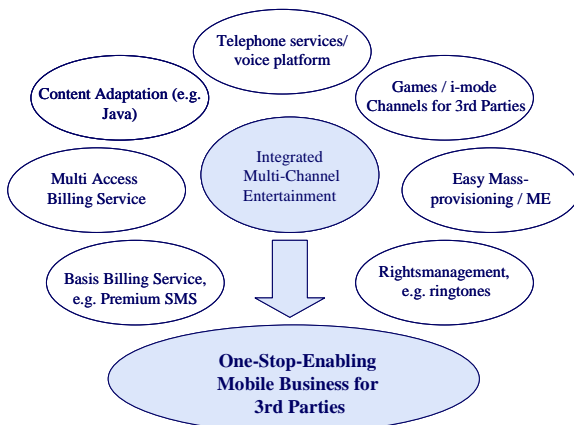 Telephone services/
voice platform
Content Adaptation (e.g.
Java)
Games / i-mode
Channels for 3rd Parties
Integrated
Multi-Channel
Entertainment
Multi Access
Billing Service
Easy Mass-
provisioning / ME
Basis Billing Service,
e.g. Premium SMS
Rightsmanagement,
e.g. ringtones
One-Stop-Enabling
Mobile Business for
3rd Parties